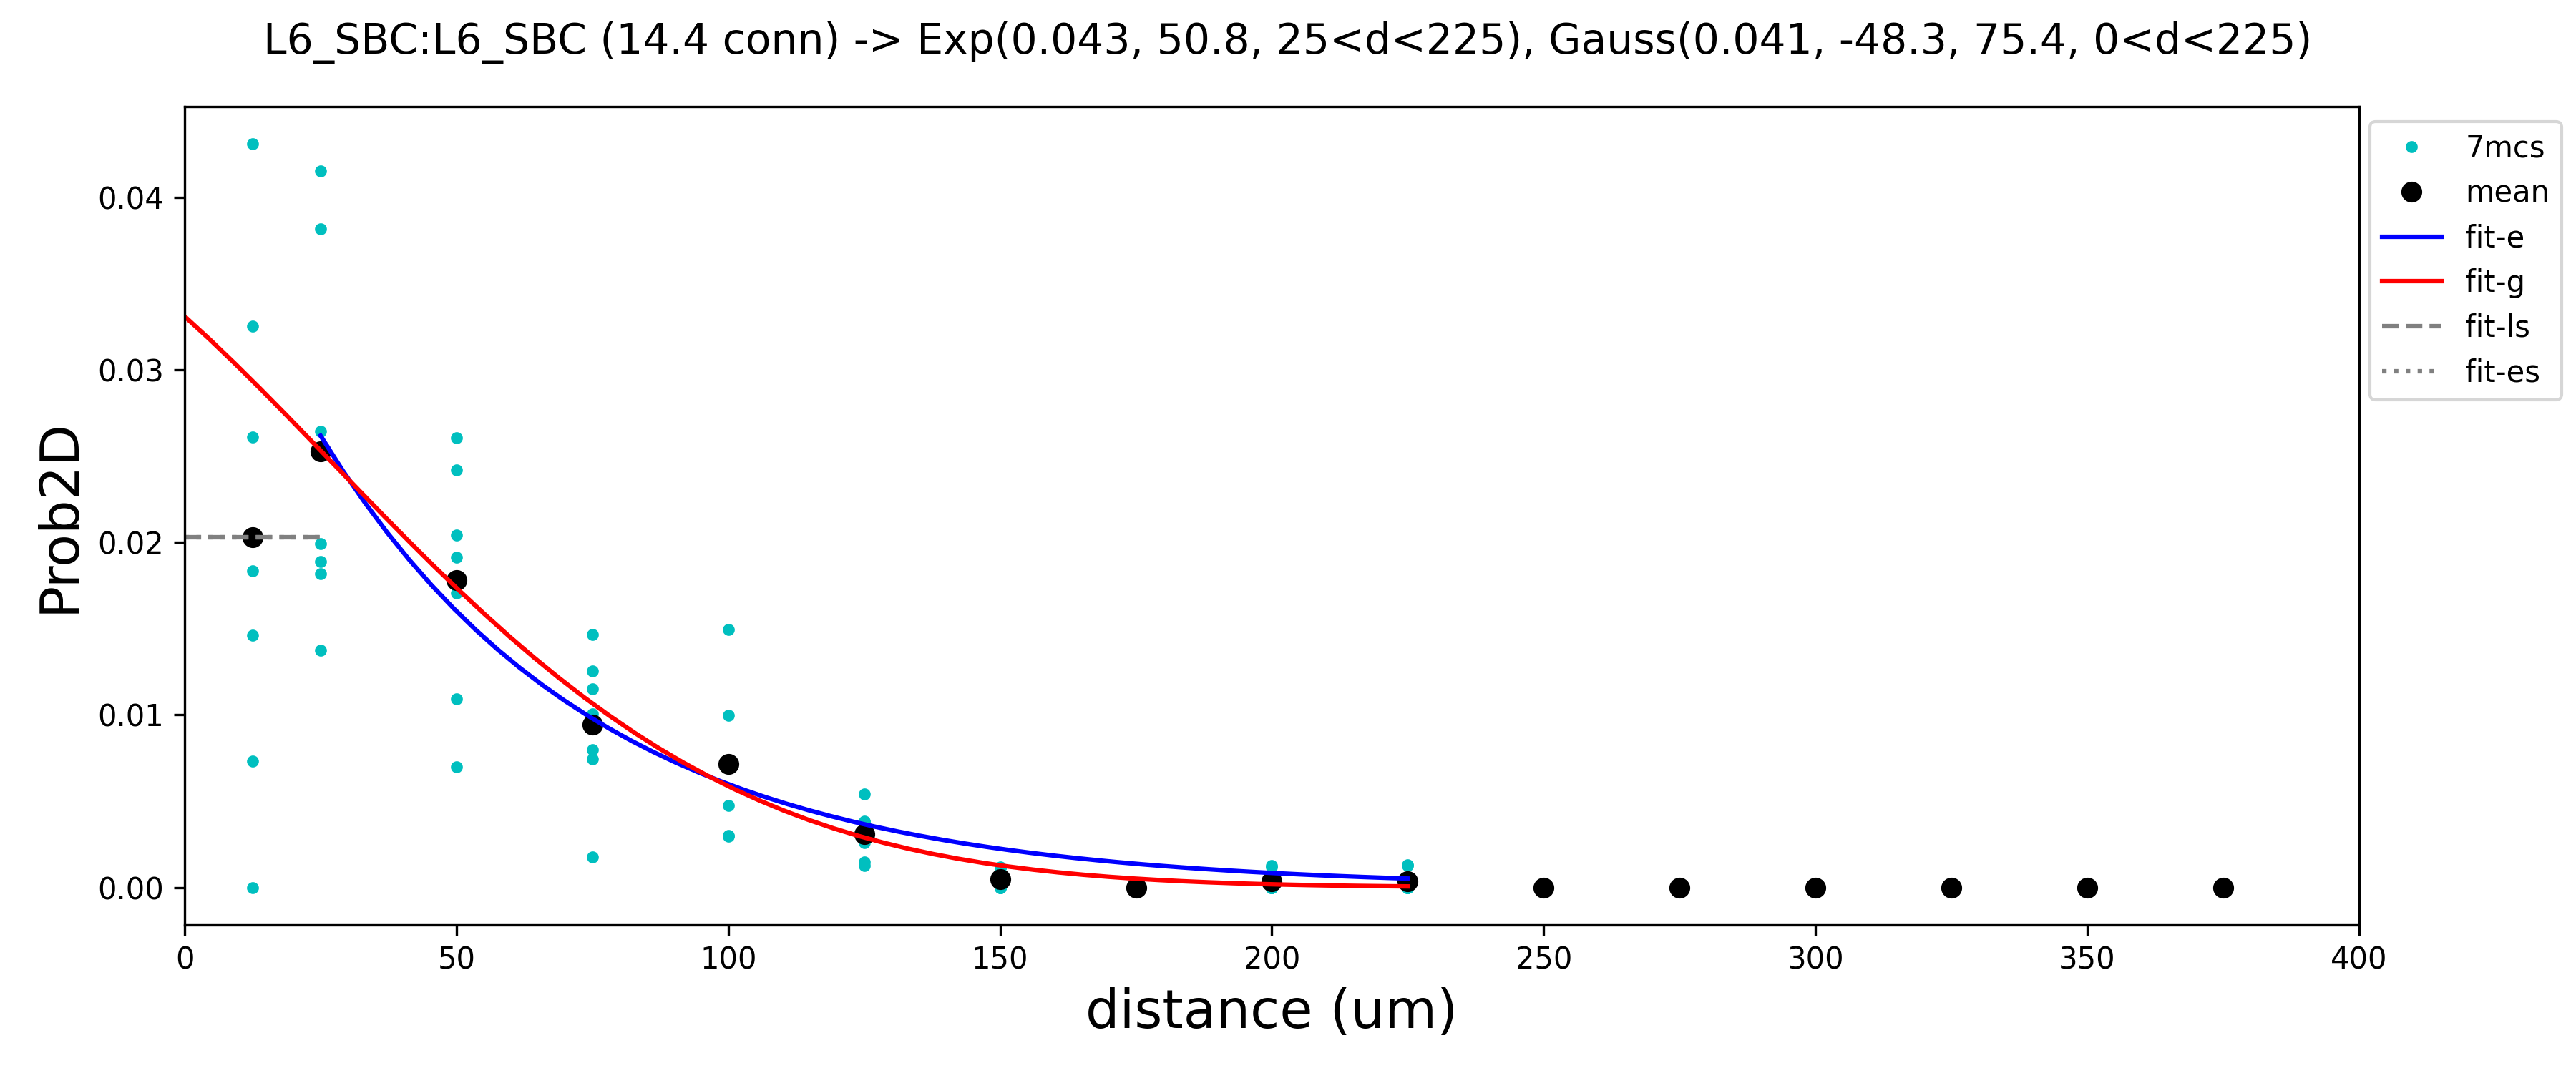 L6_SBC:L6_SBC (14.4 conn) -> Exp(0.043, 50.8, 25<d<225), Gauss(0.041, -48.3, 75.4, 0<d<225)
7mcs
mean
fit-e
fit-g
fit-ls
fit-es
Prob2D
0.04
0.03
0.02
0.01
0.00
0 50 100 150 200 250 300 350 400
distance (um)